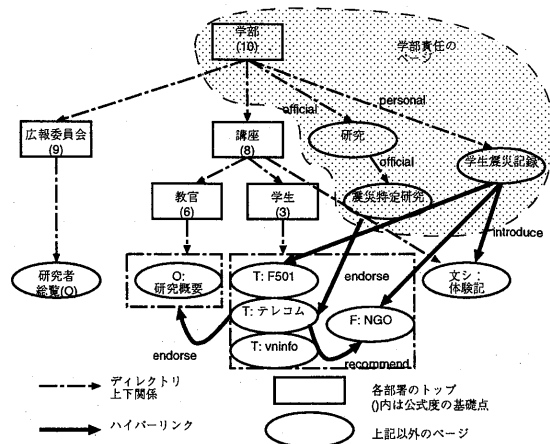 学部
(10)
学部責任の
ページ
official
personal
広報委員会
(9)
講座
(8)
研究
学生震災記録
official
教官
(6)
学生
(3)
震災特定研究
introduce
研究者
総覧(O)
O:
研究概要
T: F501
endorse
文シ:
体験記
T: テレコム
F: NGO
T: vninfo
endorse
recommend
ディレクトリ
上下関係
各部署のトップ
()内は公式度の基礎点
ハイパーリンク
上記以外のページ